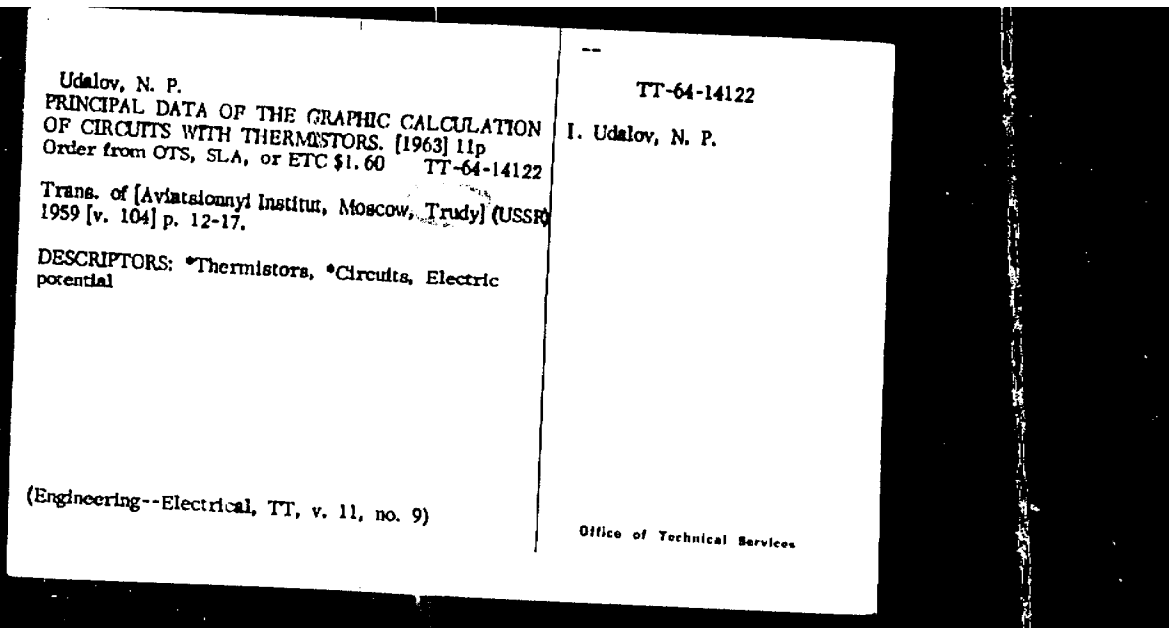 Udalov, N. P.
PRINCIPAL DATA OF THE GRAPHIC CALCULATION
OF CIRCUITS WITH THERMISTORS. [1963] 11p
Order from OTS, SLA, or ETC $1.60 TT-64-14122
Trans. of [Aviatsionnyi Institut, Moscow, Trudy] (USSR)
1959 [v. 104] p. 12-17.
DESCRIPTORS: *Thermistors, *Circuits, Electric
potential
(Engineering--Electrical, TT, v. 11, no. 9)
--
TT-64-14122
I. Udalov, N. P.
Office of Technical Services